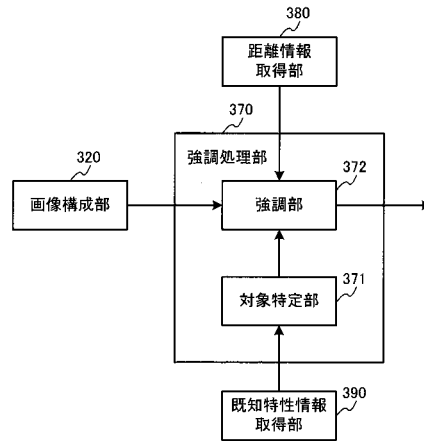 380
距離情報
取得部
370
強調処理部
320
画像構成部
372
強調部
371
対象特定部
390
既知特性情報
取得部